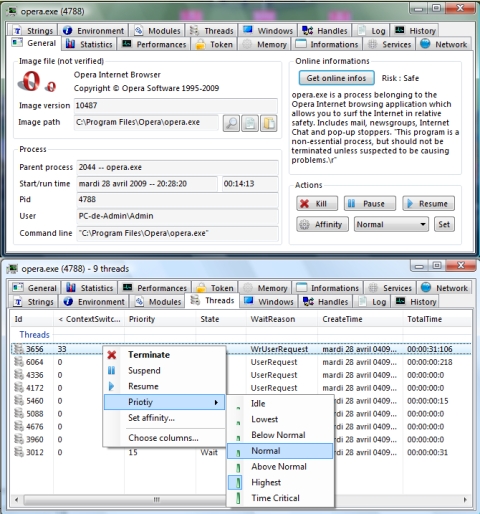 opera.exe (4788)
Strings Environment Modules Threads Windows Handles Log History
General Statistics Performances Token Memory Informations Services Network
Image file (not verified)
Opera Internet Browser
Copyright © Opera Software 1995-2009
Image version 10487
Image path C:\Program Files\Opera\opera.exe
Process
Parent process 2044 -- opera.exe
Start/run time mardi 28 avril 2009 -- 20:28:20 00:14:13
Pid 4788
User PC-de-Admin\Admin
Command line "C:\Program Files\Opera\opera.exe"
Online informations
Get online infos Risk : Safe
opera.exe is a process belonging to the
Opera Internet browsing application which
allows you to surf the Internet in relative
safety. Includes mail, newsgroups, Internet
Chat and pop-up stoppers. "This program is
a non-essential process, but should not be
terminated unless suspected to be causing
problems.\r"
Actions
Kill Pause Resume
Affinity Normal Set
opera.exe (4788) - 9 threads
General Statistics Performances Token Memory Informations Services Network
Strings Environment Modules Threads Windows Handles Log History
Id < ContextSwitc... Priority State WaitReason CreateTime TotalTime
Threads
3656 33 WrUserRequest mardi 28 avril 0409... 00:00:31:106
6064 0 UserRequest mardi 28 avril 0409... 00:00:00:218
4336 0 UserRequest mardi 28 avril 0409... 00:00:00:0
4172 0 UserRequest mardi 28 avril 0409... 00:00:00:0
5460 0 di 28 avril 0409... 00:00:00:15
5088 0 di 28 avril 0409... 00:00:00:0
4676 0 di 28 avril 0409... 00:00:00:0
3960 0 di 28 avril 0409... 00:00:00:0
3012 0 15 Wait di 28 avril 0409... 00:00:00:31
Terminate
Suspend
Resume
Priotiy
Set affinity...
Choose columns...
Idle
Lowest
Below Normal
Normal
Above Normal
Highest
Time Critical